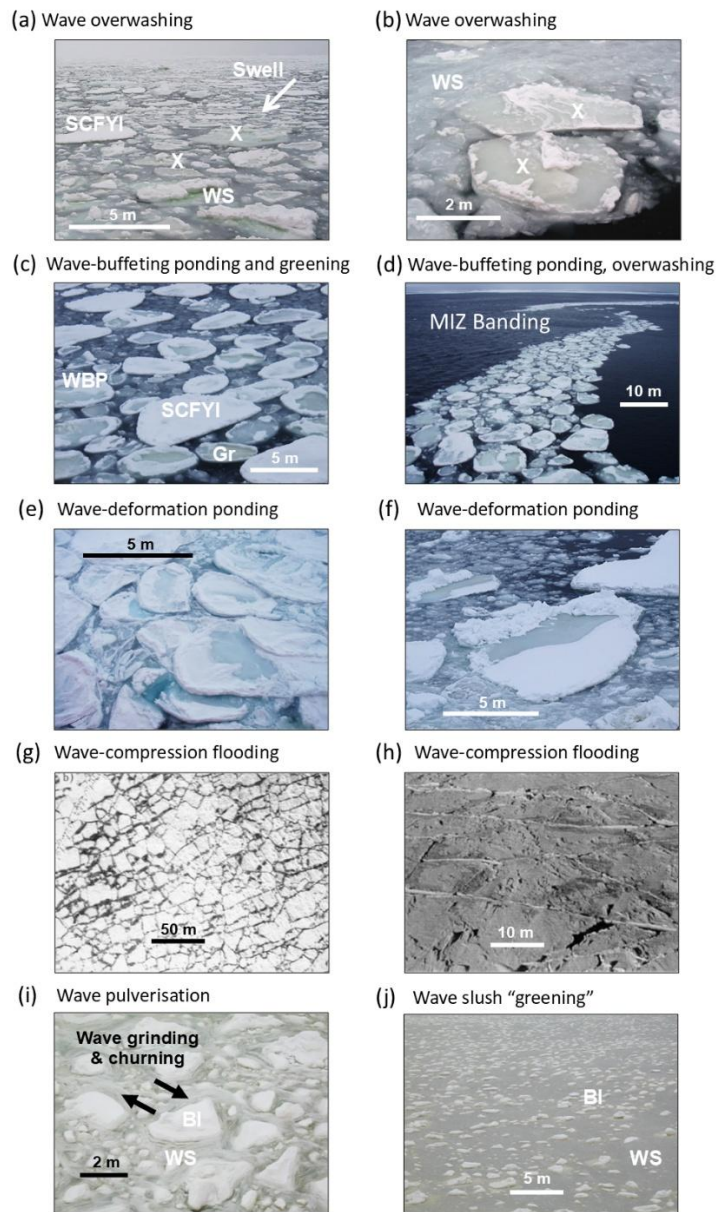 (a) Wave overwashing
Swell
SCFYI
X
X
WS
5 m
(b) Wave overwashing
WS
X
X
2 m
(c) Wave-buffeting ponding and greening
WBP
SCFYI
Gr
5 m
(d) Wave-buffeting ponding, overwashing
MIZ Banding
10 m
(e) Wave-deformation ponding
5 m
(f) Wave-deformation ponding
5 m
(g) Wave-compression flooding
b)
50 m
(h) Wave-compression flooding
10 m
(i) Wave pulverisation
Wave grinding
& churning
BI
WS
2 m
(j) Wave slush “greening”
BI
WS
5 m